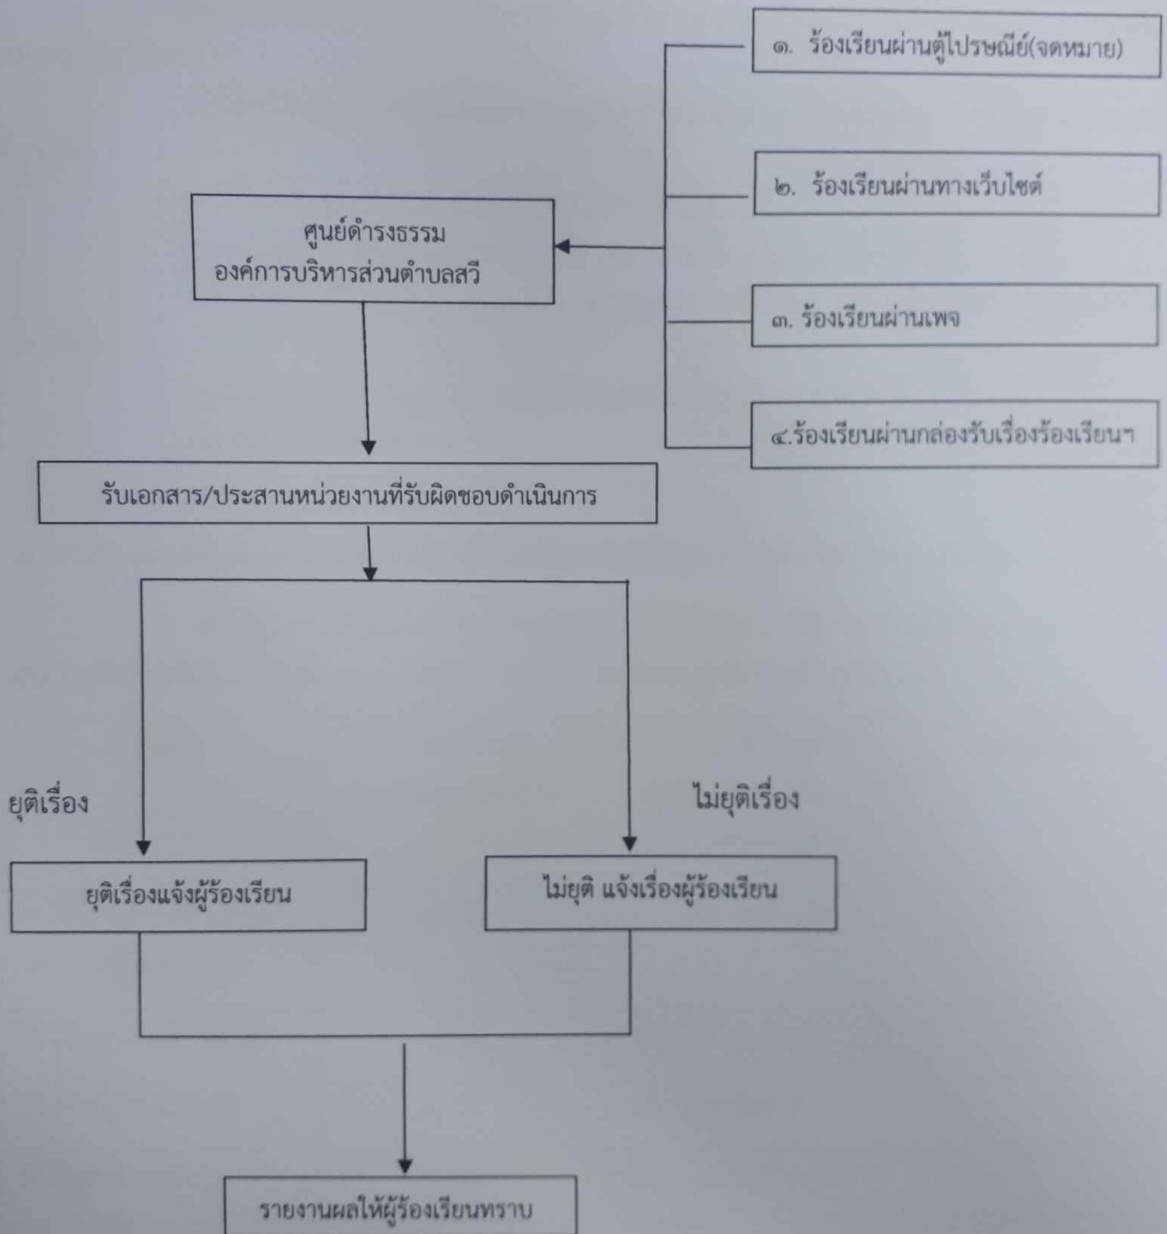 ๑. ร้องเรียนผ่านตู้ไปรษณีย์(จดหมาย)
๒. ร้องเรียนผ่านทางเว็บไซต์
ศูนย์ดำรงธรรม
องค์การบริหารส่วนตำบลสวี
๓. ร้องเรียนผ่านเพจ
๔.ร้องเรียนผ่านกล่องรับเรื่องร้องเรียนฯ
รับเอกสาร/ประสานหน่วยงานที่รับผิดชอบดำเนินการ
ยุติเรื่อง
ไม่ยุติเรื่อง
ยุติเรื่องแจ้งผู้ร้องเรียน
ไม่ยุติ แจ้งเรื่องผู้ร้องเรียน
รายงานผลให้ผู้ร้องเรียนทราบ